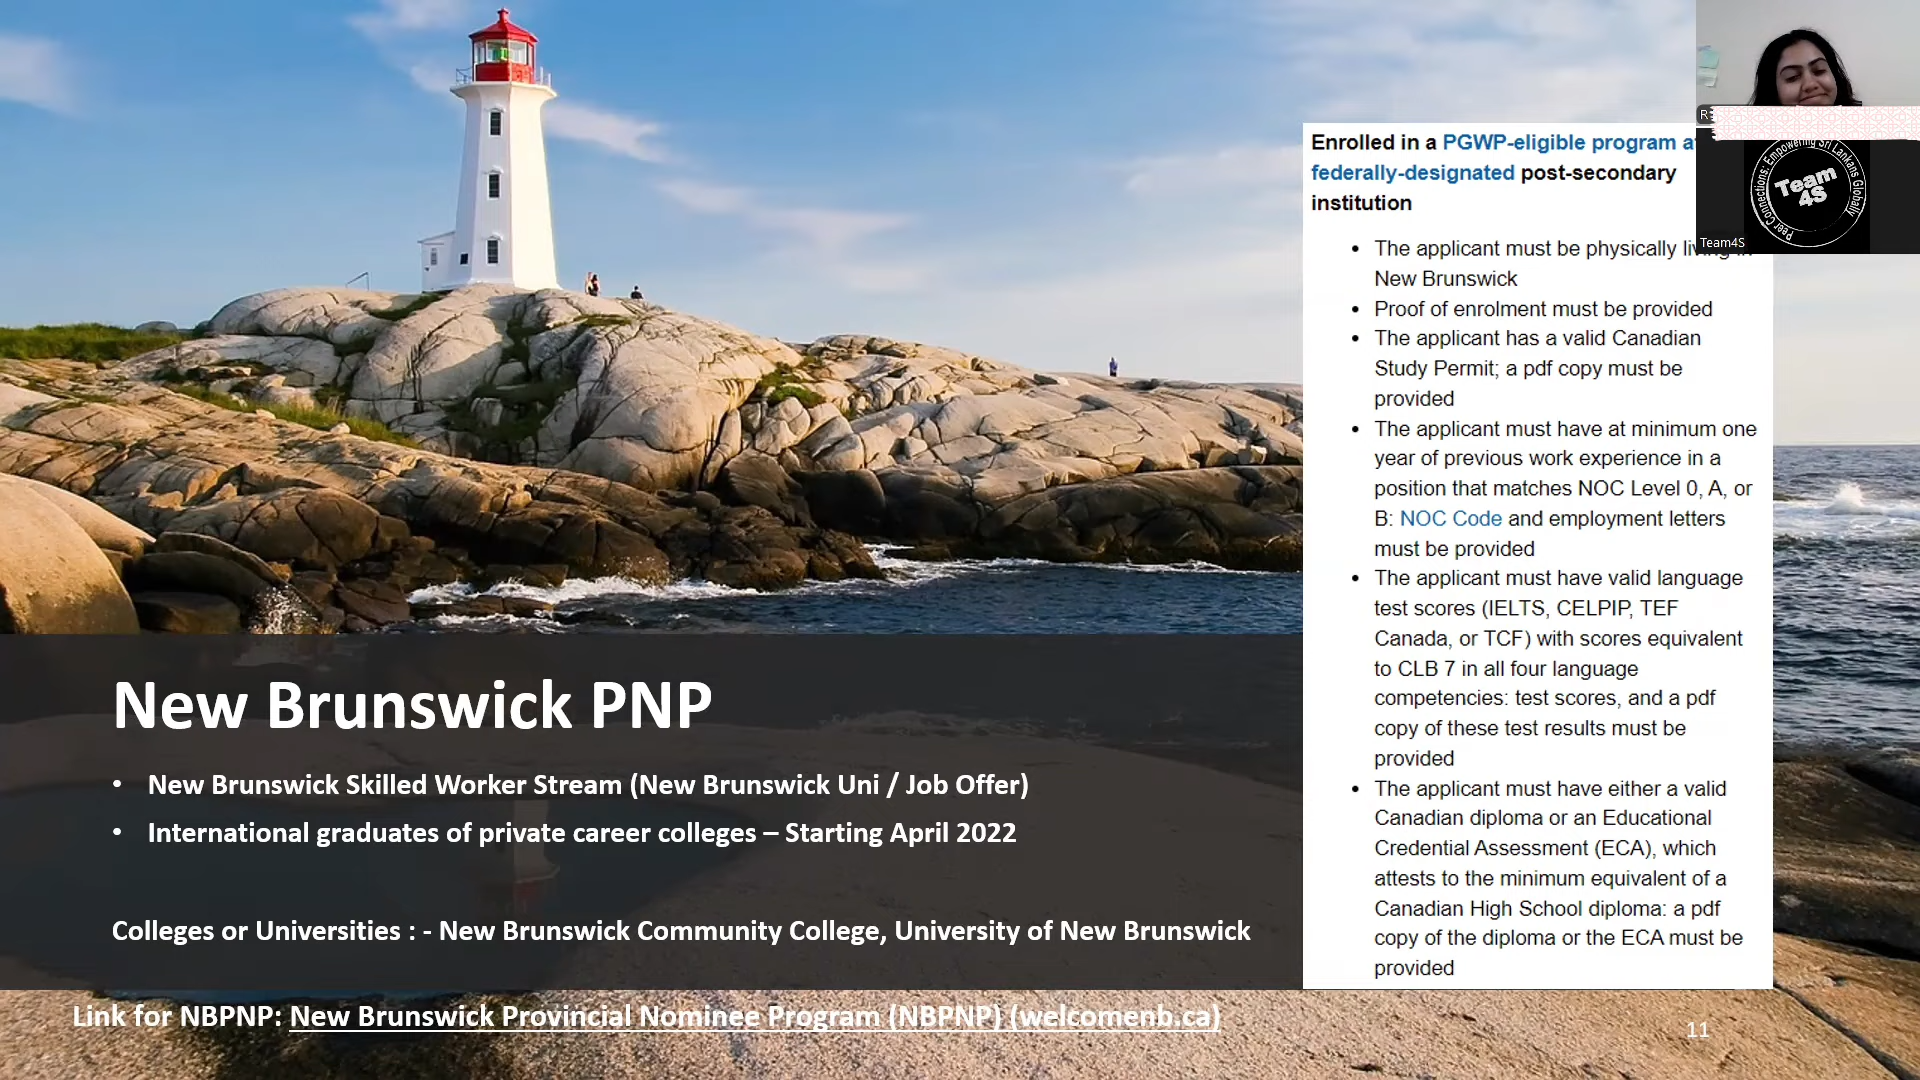 Enrolled in a PGWP-eligible program
federally-designated post-secondary
institution
• The applicant must be physically
New Brunswick
• Proof of enrolment must be provided
• The applicant has a valid Canadian
Study Permit; a pdf copy must be
provided
• The applicant must have at minimum one
year of previous work experience in a
position that matches NOC Level 0, A, or
B: NOC Code and employment letters
must be provided
• The applicant must have valid language
test scores (IELTS, CELPIP, TEF
Canada, or TCF) with scores equivalent
to CLB 7 in all four language
competencies: test scores, and a pdf
copy of these test results must be
provided
• The applicant must have either a valid
Canadian diploma or an Educational
Credential Assessment (ECA), which
attests to the minimum equivalent of a
Canadian High School diploma: a pdf
copy of the diploma or the ECA must be
provided
New Brunswick PNP
• New Brunswick Skilled Worker Stream (New Brunswick Uni / Job Offer)
• International graduates of private career colleges – Starting April 2022
Colleges or Universities : - New Brunswick Community College, University of New Brunswick
Link for NBPNP: New Brunswick Provincial Nominee Program (NBPNP) (welcomenb.ca)
11
Peer Connections. Empowering Sri Lankans Globally
Team
4S
Team4S